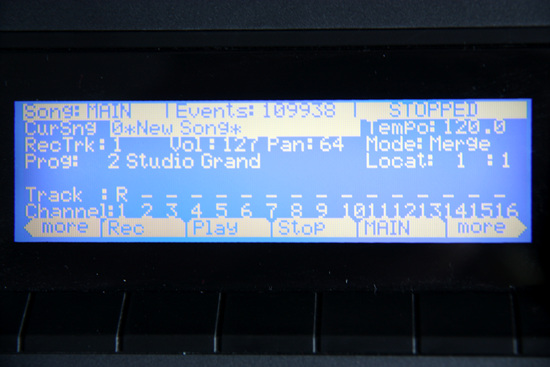 Song: MAIN |Events: 109938 | STOPPED
CurSng 0*New Song* Tempo: 120.0
RecTrk: 1 Vol: 127 Pan: 64 Mode: Merge
Prog: 2 Studio Grand Locat: 1 : 1
Track : R – – – – – – – – – – – – – – –
Channel: 1 2 3 4 5 6 7 8 9 10 11 12 13 14 15 16
more Rec Play Stop MAIN more